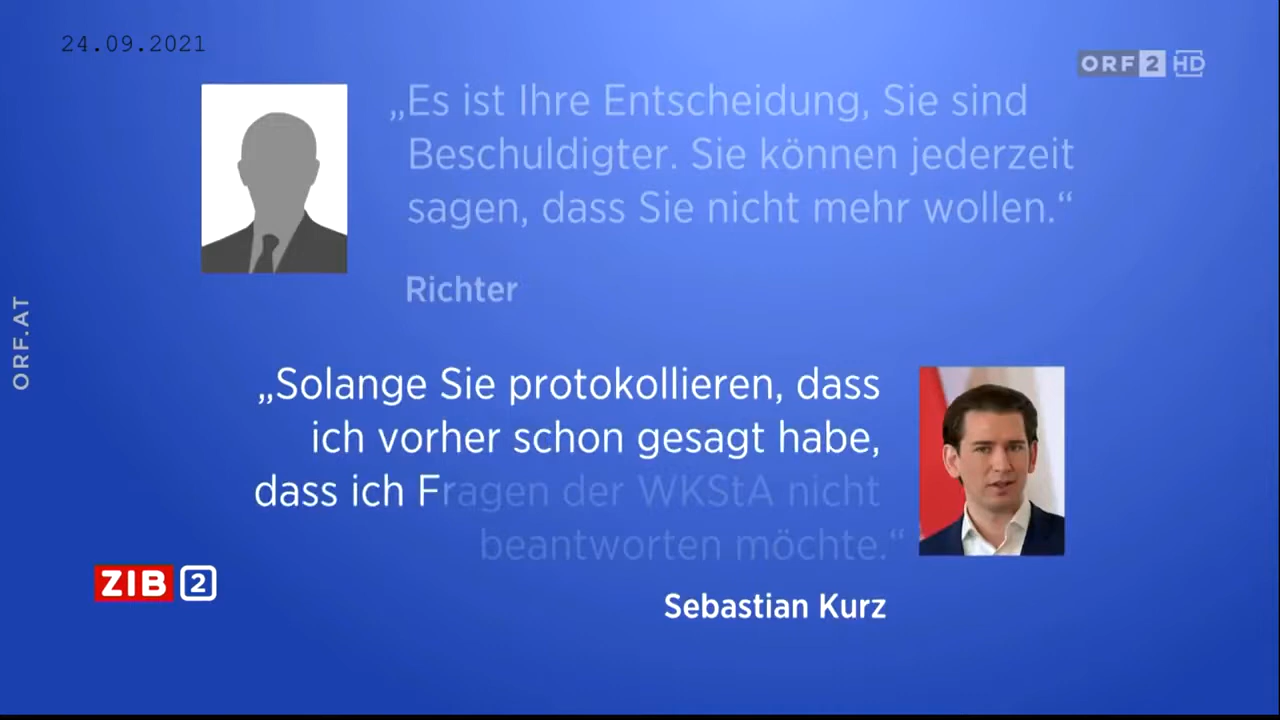 24.09.2021
ORF 2 HD
„Es ist Ihre Entscheidung, Sie sind
Beschuldigter. Sie können jederzeit
sagen, dass Sie nicht mehr wollen.“
Richter
ORF.AT
„Solange Sie protokollieren, dass
ich vorher schon gesagt habe,
dass ich Fragen der WKStA nicht
beantworten möchte.“
ZIB 2
Sebastian Kurz